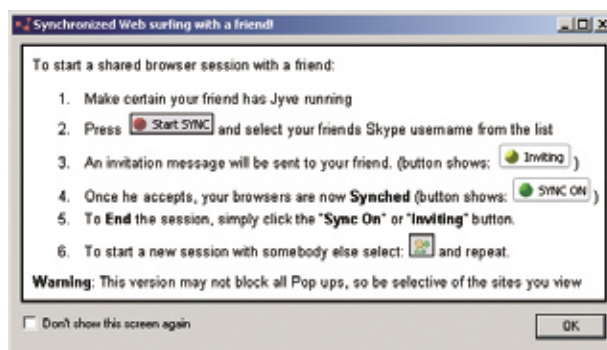 Synchronized Web surfing with a friend!
To start a shared browser session with a friend:
1. Make certain your friend has Jyve running
2. Press Start SYNC and select your friends Skype username from the list
3. An invitation message will be sent to your friend. (button shows: Inviting )
4. Once he accepts, your browsers are now Synched (button shows: SYNC ON )
5. To End the session, simply click the "Sync On" or "Inviting" button.
6. To start a new session with somebody else select: and repeat.
Warning: This version may not block all Pop ups, so be selective of the sites you view
Don't show this screen again
OK